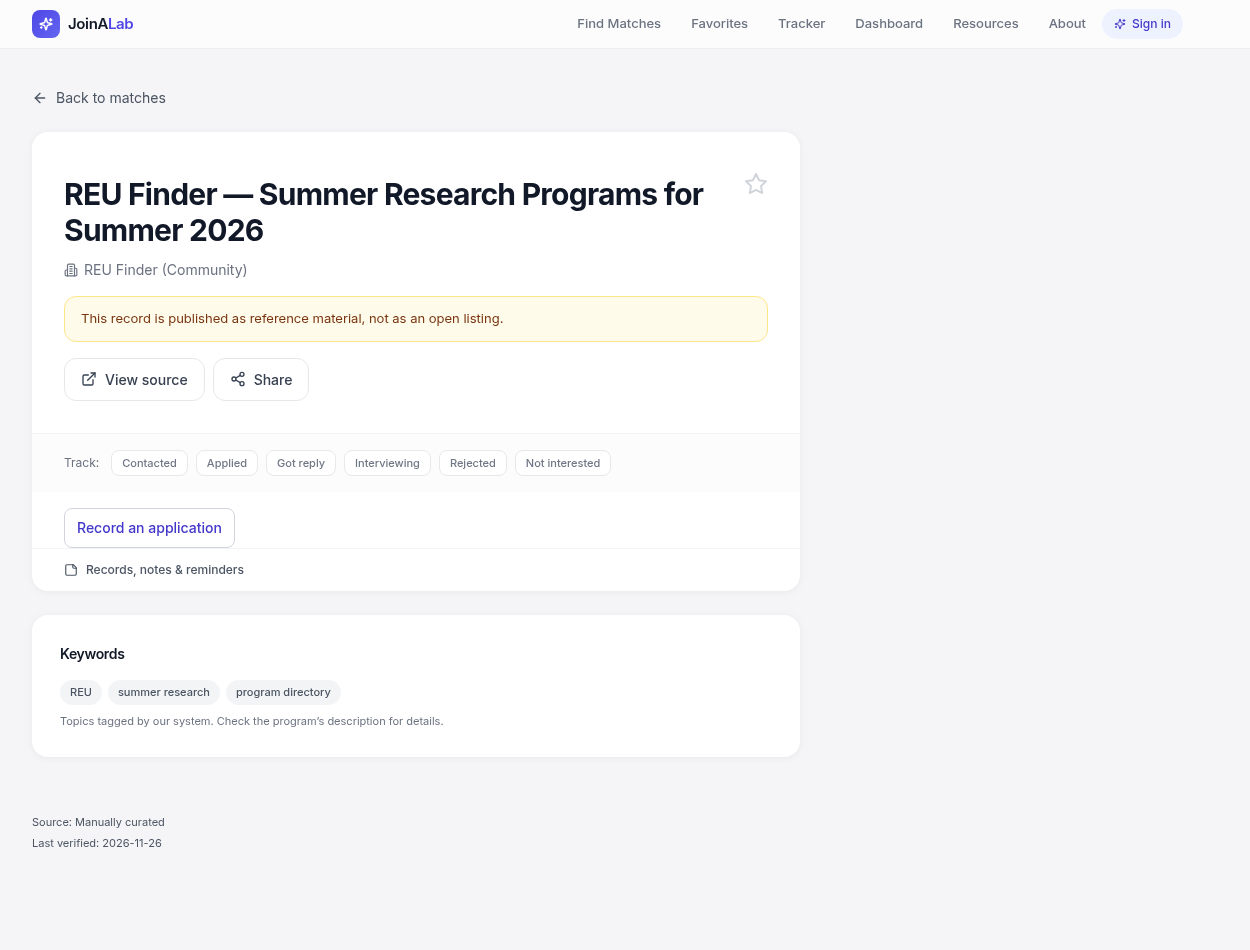 JoinALab
Find Matches
Favorites
Tracker
Dashboard
Resources
About
Sign in
Back to matches
REU Finder — Summer Research Programs for
Summer 2026
REU Finder (Community)
This record is published as reference material, not as an open listing.
View source
Share
Track:
Contacted
Applied
Got reply
Interviewing
Rejected
Not interested
Record an application
Records, notes & reminders
Keywords
REU
summer research
program directory
Topics tagged by our system. Check the program’s description for details.
Source: Manually curated
Last verified: 2026-11-26